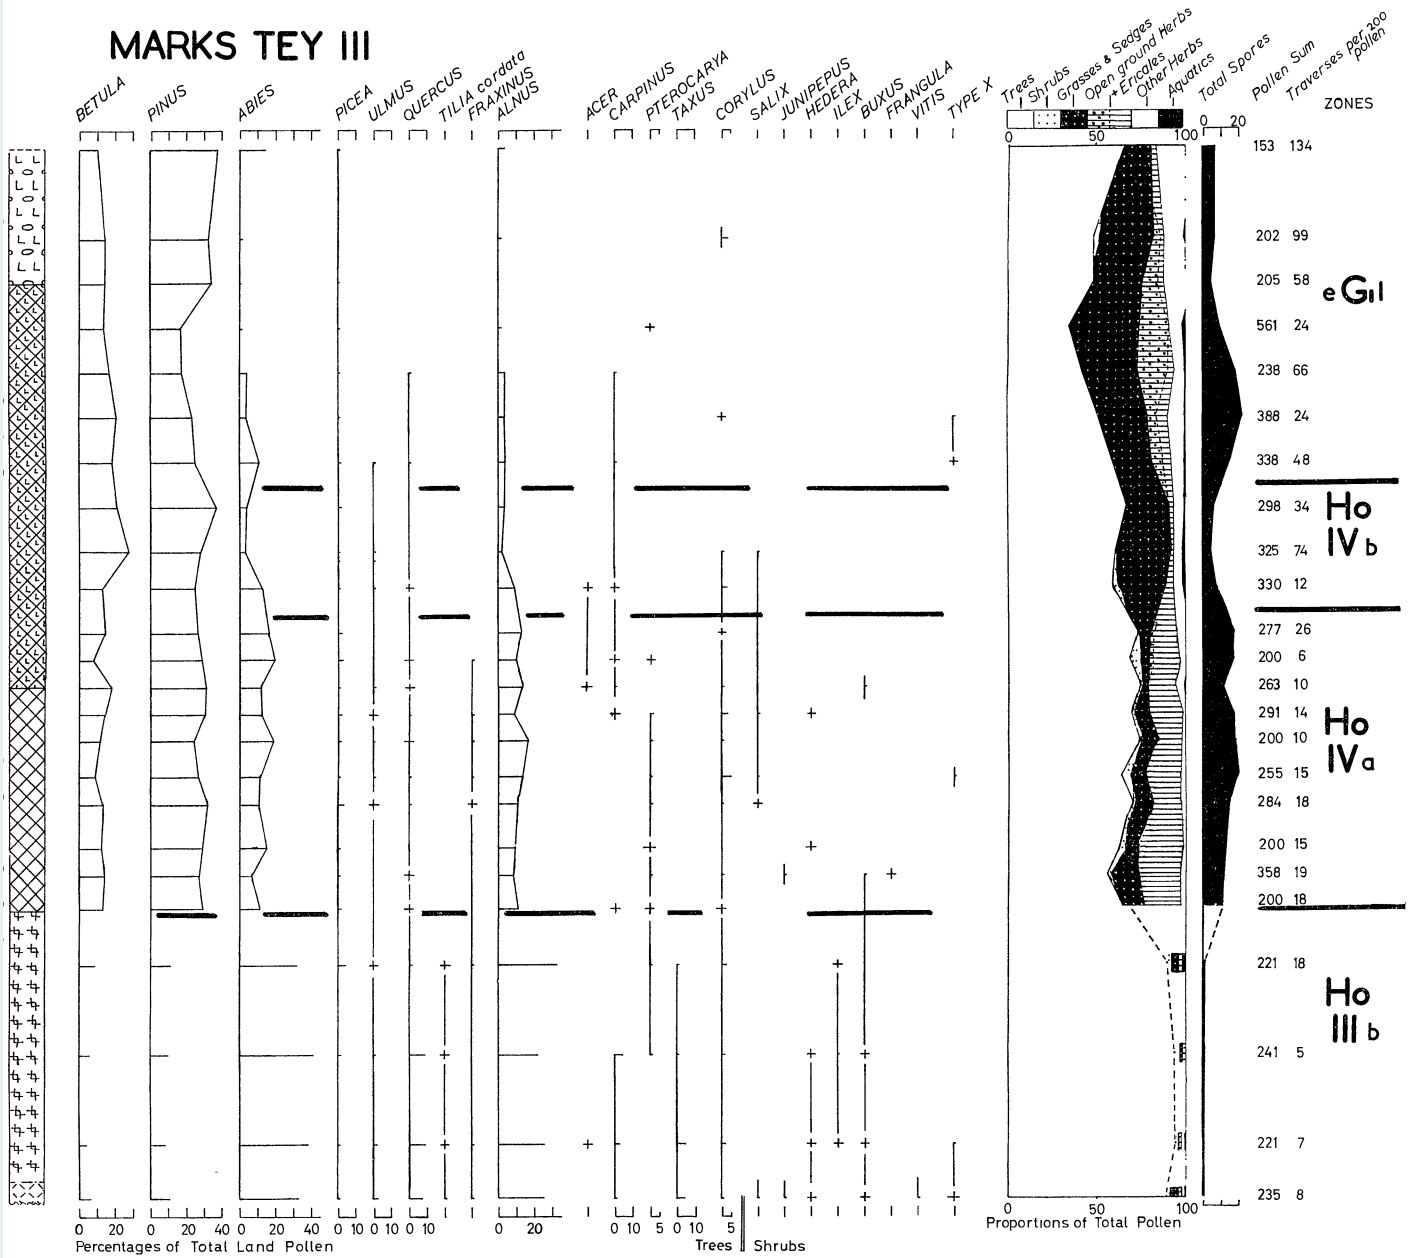 MARKS TEY III
BETULA PINUS ABIES PICEA ULMUS QUERCUS TILIA cordata FRAXINUS ALNUS ACER CARPINUS PTEROCARYA TAXUS CORYLUS SALIX JUNIPEPUS HEDERA ILEX BUXUS FRANGULA VITIS TYPE X Trees Shrubs Grasses & Sedges Open ground Herbs + Ericales Other Herbs Aquatics Total Spores Pollen Sum Traverses per 200 pollen ZONES
0 50 100 0 20
153 134
202 99
205 58
eGıl
561 24
238 66
388 24
338 48
298 34
Ho
IVb
325 74
330 12
277 26
200 6
263 10
291 14
Ho
200 10
IVa
255 15
284 18
200 15
358 19
200 18
221 18
Ho
IIIb
241 5
221 7
235 8
0 20 0 20 40 0 20 40 0 10 0 10 0 10 0 20 0 10 5 0 10 5 0 50 100
Percentages of Total Land Pollen Trees Shrubs Proportions of Total Pollen